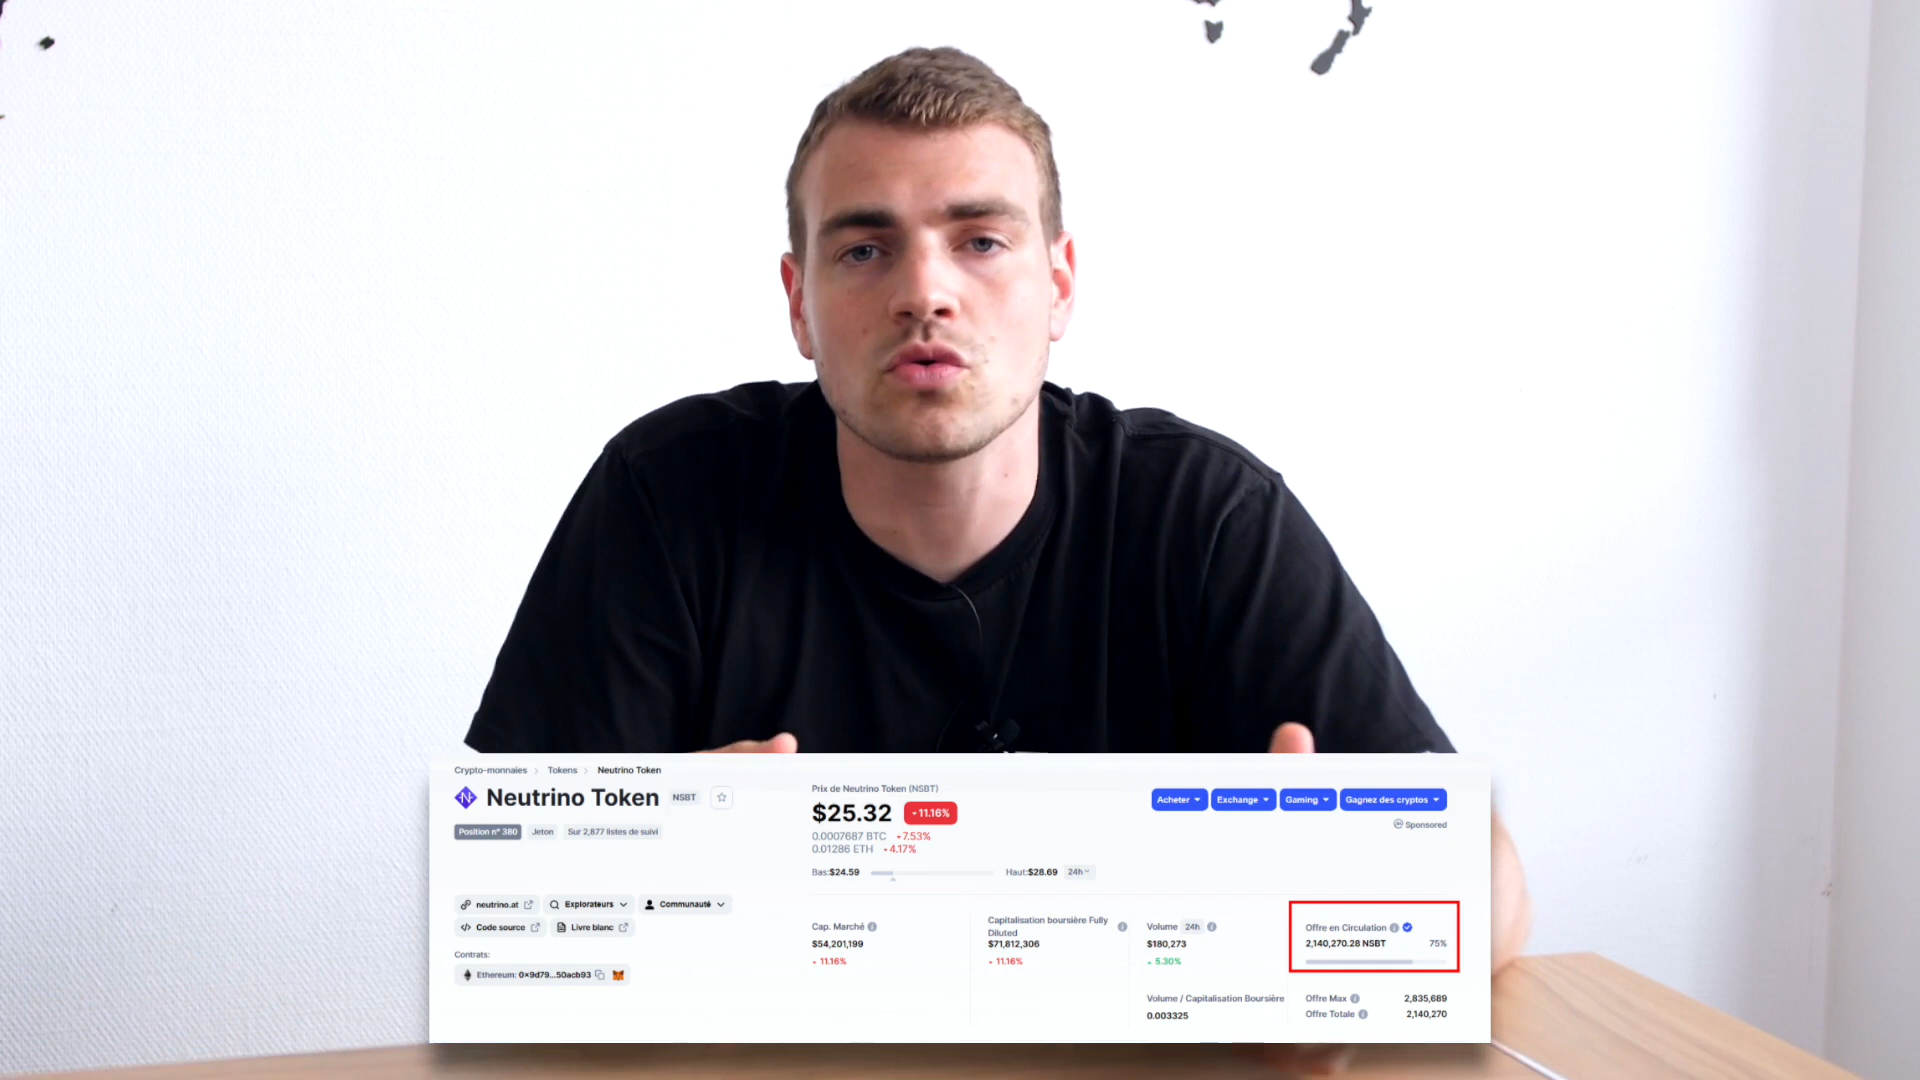 Crypto-monnaies > Tokens > Neutrino Token
Neutrino Token NSBT
Position n° 380 Jeton Sur 2,877 listes de suivi
neutrino.at Explorateurs Communauté
Code source Livre blanc
Contrats:
Ethereum: 0x9d79...50acb93
Prix de Neutrino Token (NSBT)
$25.32 11.16%
0.0007687 BTC 7.53%
0.01286 ETH 4.17%
Bas:$24.59 Haut:$28.69 24h
Acheter Exchange Gaming Gagnez des cryptos
Sponsored
Cap. Marché
$54,201,199
11.16%
Capitalisation boursière Fully
Diluted
$71,812,306
11.16%
Volume 24h
$180,273
5.30%
Volume / Capitalisation Boursière
0.003325
Offre en Circulation
2,140,270.28 NSBT 75%
Offre Max 2,835,689
Offre Totale 2,140,270